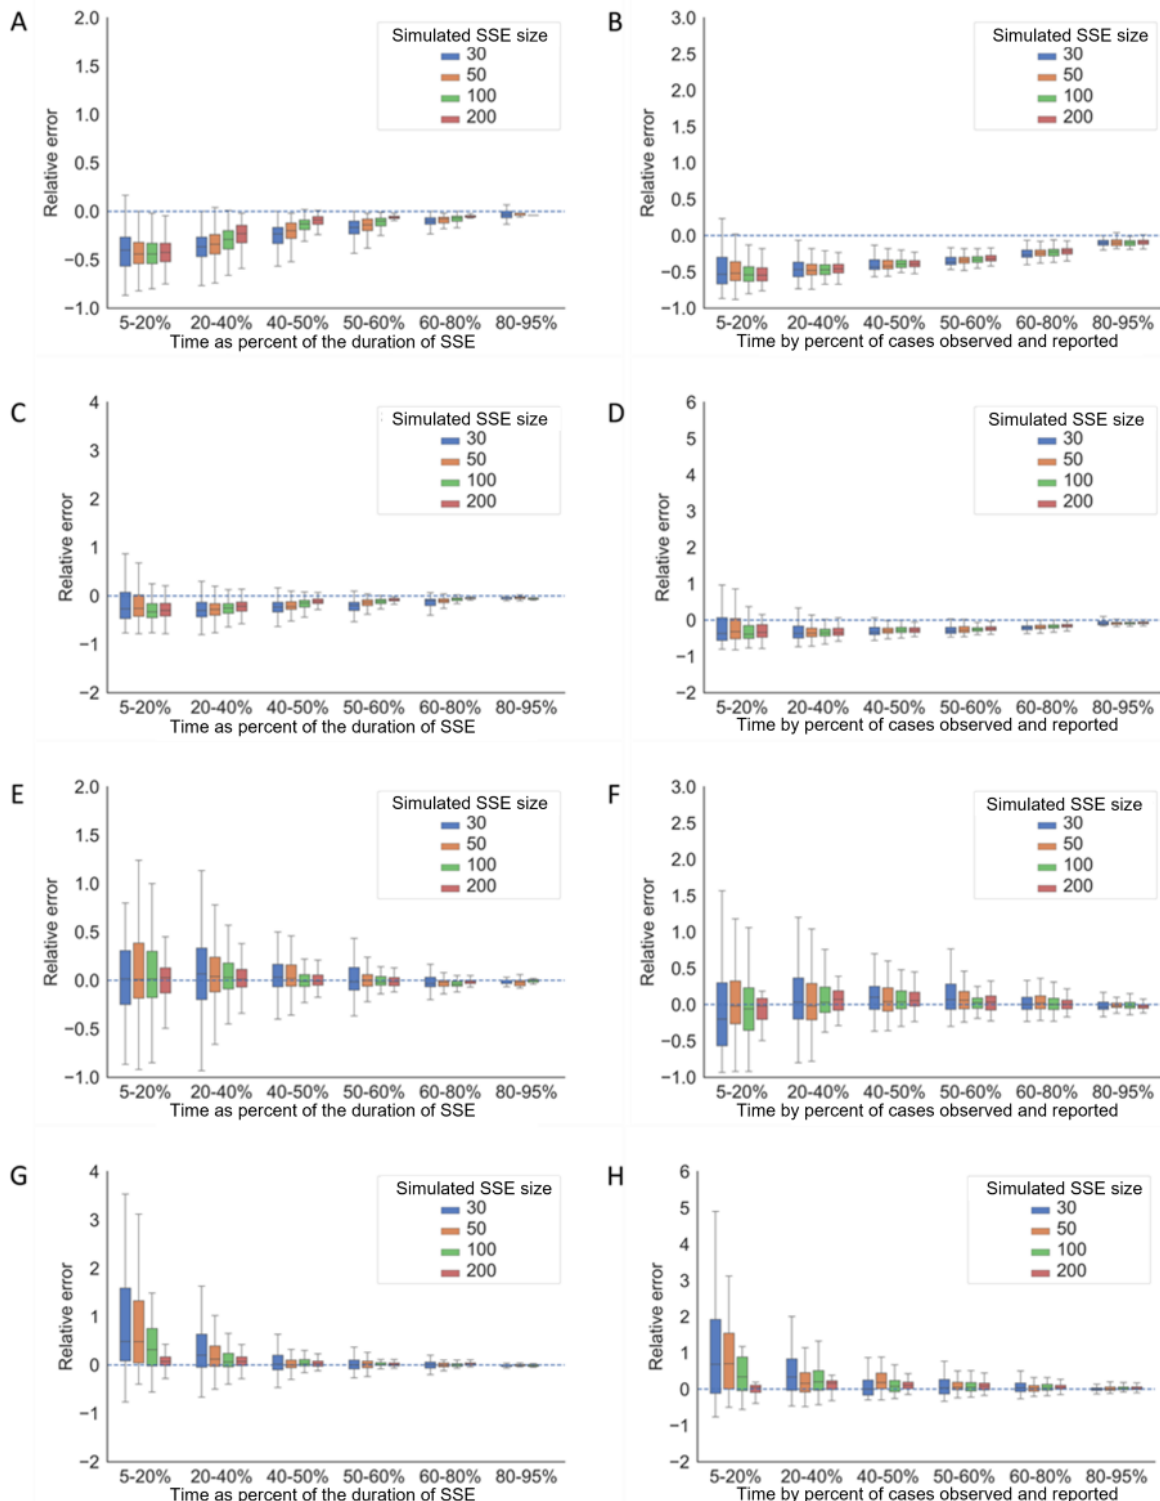 A
2.0
1.5
1.0
0.5
0.0
−0.5
−1.0
Relative error
Simulated SSE size
30
50
100
200
5-20% 20-40% 40-50% 50-60% 60-80% 80-95%
Time as percent of the duration of SSE
B
3.0
2.5
2.0
1.5
1.0
0.5
0.0
−0.5
−1.0
Relative error
Simulated SSE size
30
50
100
200
5-20% 20-40% 40-50% 50-60% 60-80% 80-95%
Time by percent of cases observed and reported
C
4
3
2
1
0
−1
−2
Relative error
Simulated SSE size
30
50
100
200
5-20% 20-40% 40-50% 50-60% 60-80% 80-95%
Time as percent of the duration of SSE
D
6
5
4
3
2
1
0
−1
−2
Relative error
Simulated SSE size
30
50
100
200
5-20% 20-40% 40-50% 50-60% 60-80% 80-95%
Time by percent of cases observed and reported
E
2.0
1.5
1.0
0.5
0.0
−0.5
−1.0
Relative error
Simulated SSE size
30
50
100
200
5-20% 20-40% 40-50% 50-60% 60-80% 80-95%
Time as percent of the duration of SSE
F
3.0
2.5
2.0
1.5
1.0
0.5
0.0
−0.5
−1.0
Relative error
Simulated SSE size
30
50
100
200
5-20% 20-40% 40-50% 50-60% 60-80% 80-95%
Time by percent of cases observed and reported
G
4
3
2
1
0
−1
−2
Relative error
Simulated SSE size
30
50
100
200
5-20% 20-40% 40-50% 50-60% 60-80% 80-95%
Time as percent of the duration of SSE
H
6
5
4
3
2
1
0
−1
−2
Relative error
Simulated SSE size
30
50
100
200
5-20% 20-40% 40-50% 50-60% 60-80% 80-95%
Time by percent of cases observed and reported